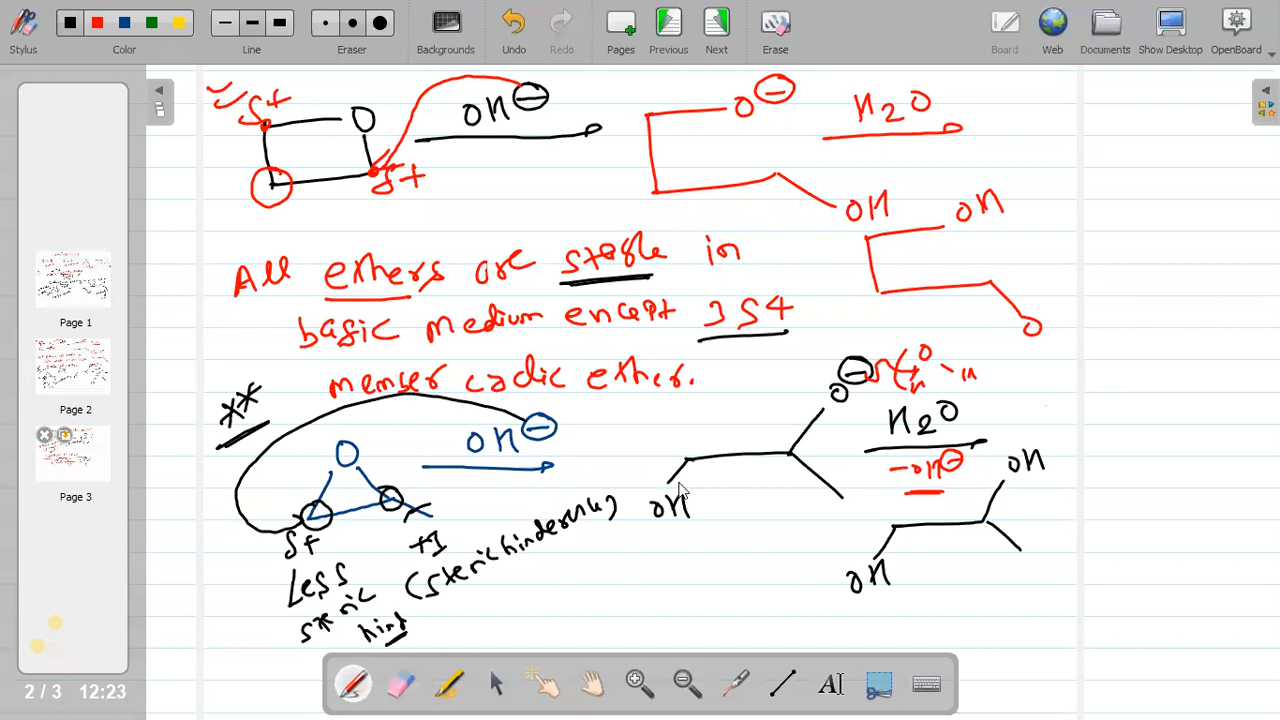 Stylus
Color
Line
Eraser
Backgrounds
Undo
Redo
Pages
Previous
Next
Erase
Board
Web
Documents
Show Desktop
OpenBoard
δ+ O OH⊖ O⊖ H2O
δ+ OH
OH
All ethers are stable in
basic medium encept 3 & 4
O
member cyclic ether.
**
O OH⊖ O⊖ δ+ O H
H2O
-OH⊖
OH
OH
δ+ +I
(steric hinderence)
Less
steric
hind
OH
Page 1
Page 2
Page 3
2 / 3 12:23